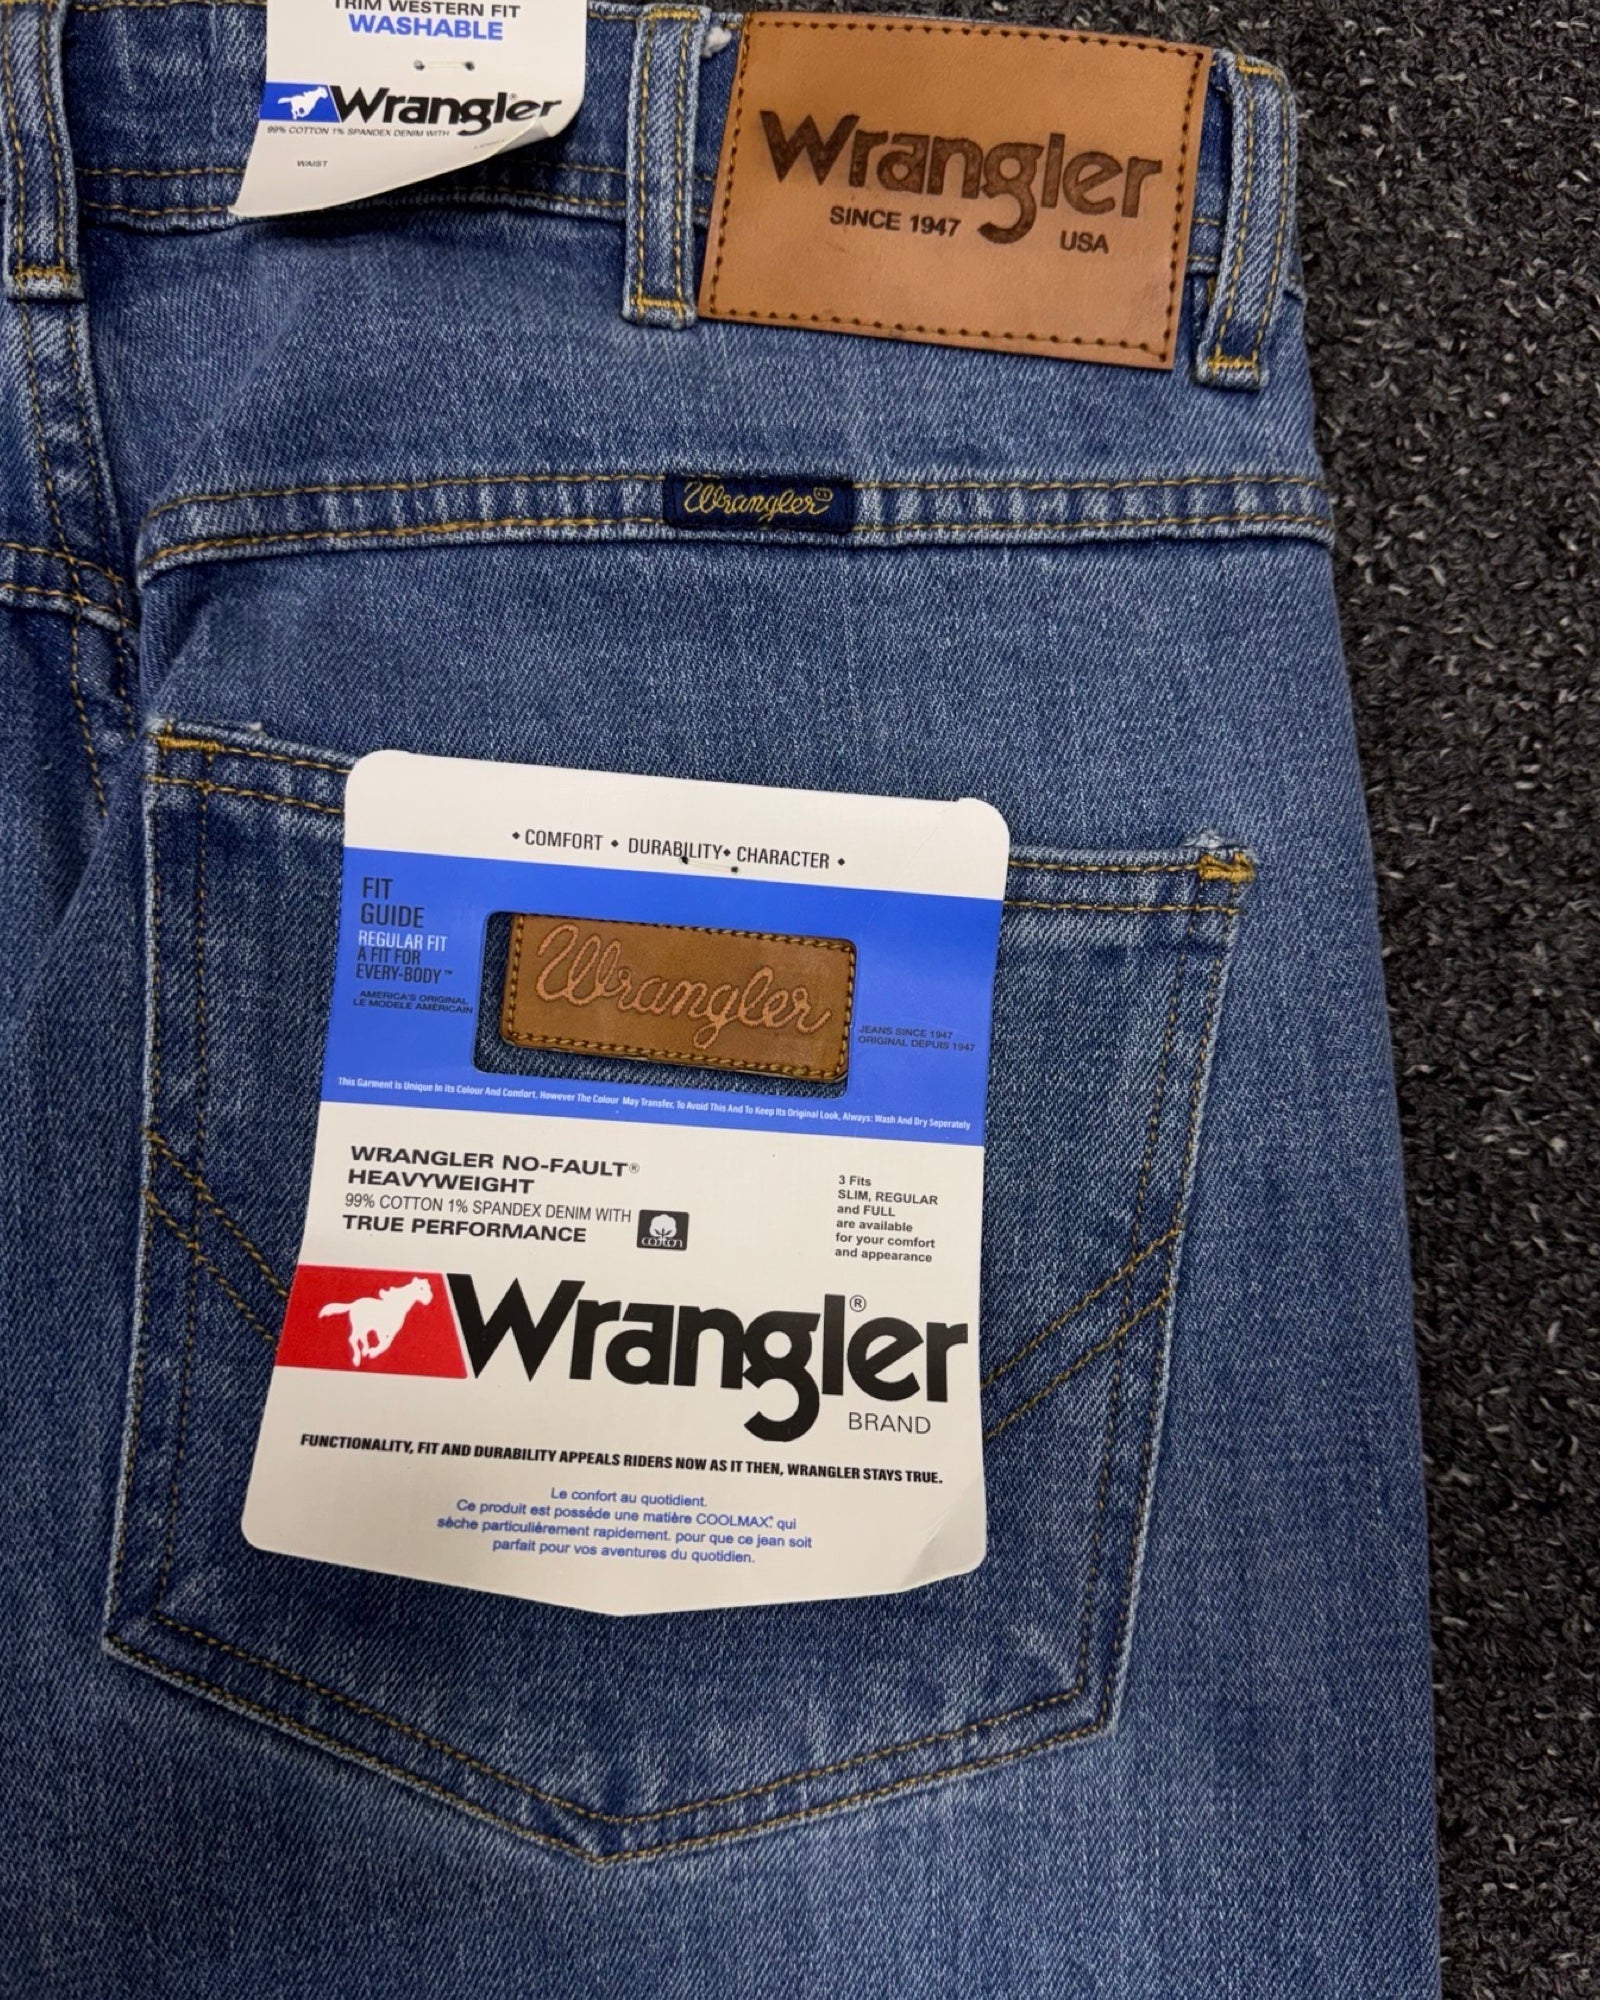 TRIM WESTERN FIT
WASHABLE
Wrangler®
99% COTTON 1% SPANDEX DENIM WITH
WAIST
Wrangler
SINCE 1947
USA
Wrangler®
• COMFORT • DURABILITY • CHARACTER •
FIT
GUIDE
REGULAR FIT
A FIT FOR
EVERY-BODY™
AMERICA'S ORIGINAL
LE MODELE AMÉRICAIN
Wrangler
JEANS SINCE 1947
ORIGINAL DEPUIS 1947
This Garment Is Unique In Its Colour And Comfort, However The Colour May Transfer, To Avoid This And To Keep Its Original Look, Always: Wash And Dry Seperately
WRANGLER NO-FAULT®
HEAVYWEIGHT
99% COTTON 1% SPANDEX DENIM WITH
TRUE PERFORMANCE
cotton
3 Fits
SLIM, REGULAR
and FULL
are available
for your comfort
and appearance
Wrangler®
BRAND
FUNCTIONALITY, FIT AND DURABILITY APPEALS RIDERS NOW AS IT THEN, WRANGLER STAYS TRUE.
Le confort au quotidien.
Ce produit est possède une matière COOLMAX® qui
sèche particulièrement rapidement. pour que ce jean soit
parfait pour vos aventures du quotidien.